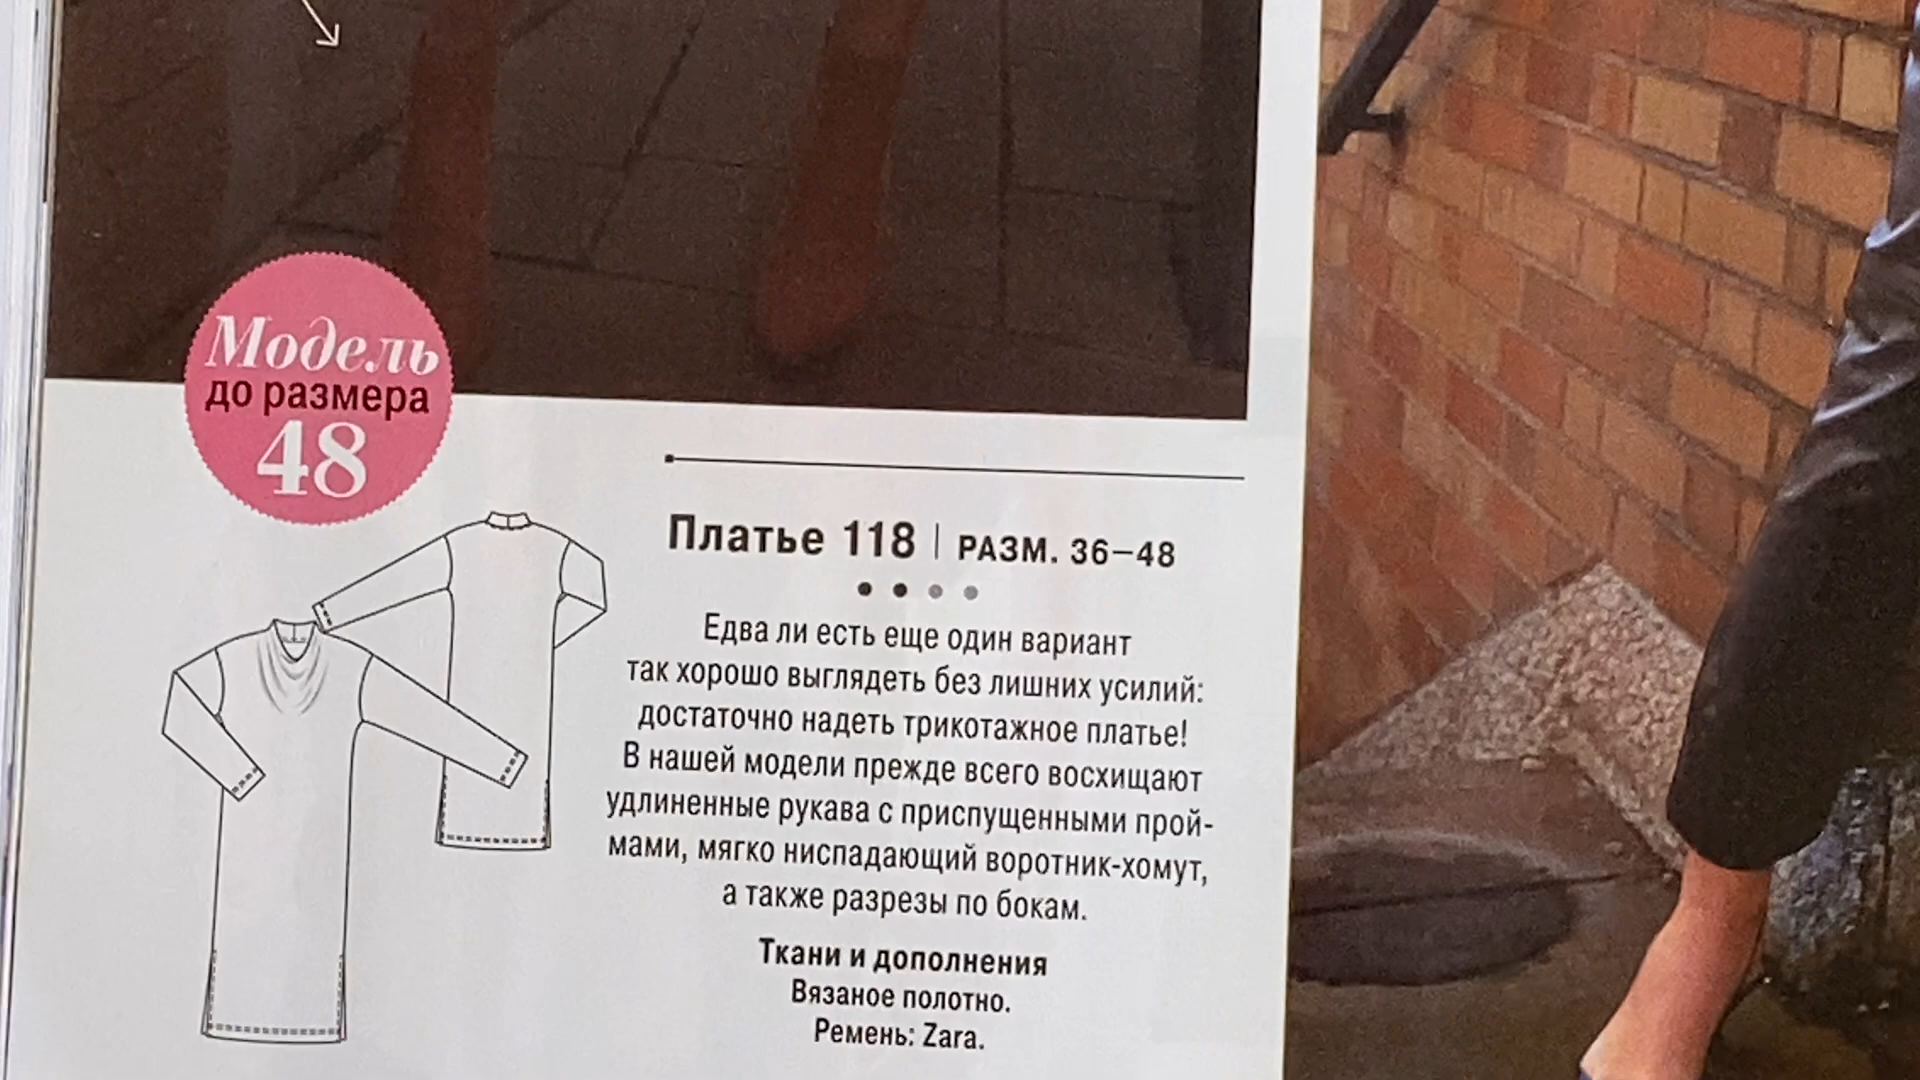 Модель
до размера
48
Платье 118 | РАЗМ. 36–48
Едва ли есть еще один вариант
так хорошо выглядеть без лишних усилий:
достаточно надеть трикотажное платье!
В нашей модели прежде всего восхищают
удлиненные рукава с приспущенными прой-
мами, мягко ниспадающий воротник-хомут,
а также разрезы по бокам.
Ткани и дополнения
Вязаное полотно.
Ремень: Zara.